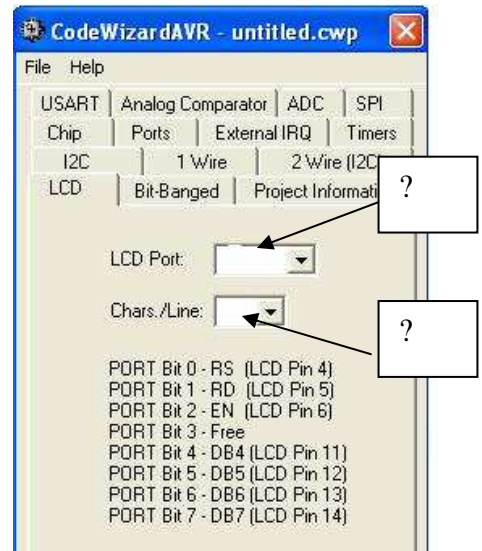 CodeWizardAVR - untitled.cwp
File Help
USART Analog Comparator ADC SPI
Chip Ports External IRQ Timers
I2C 1 Wire 2 Wire (I2C)
LCD Bit-Banged Project Informati
?
LCD Port:
Chars./Line:
?
PORT Bit 0 - RS (LCD Pin 4)
PORT Bit 1 - RD (LCD Pin 5)
PORT Bit 2 - EN (LCD Pin 6)
PORT Bit 3 - Free
PORT Bit 4 - DB4 (LCD Pin 11)
PORT Bit 5 - DB5 (LCD Pin 12)
PORT Bit 6 - DB6 (LCD Pin 13)
PORT Bit 7 - DB7 (LCD Pin 14)